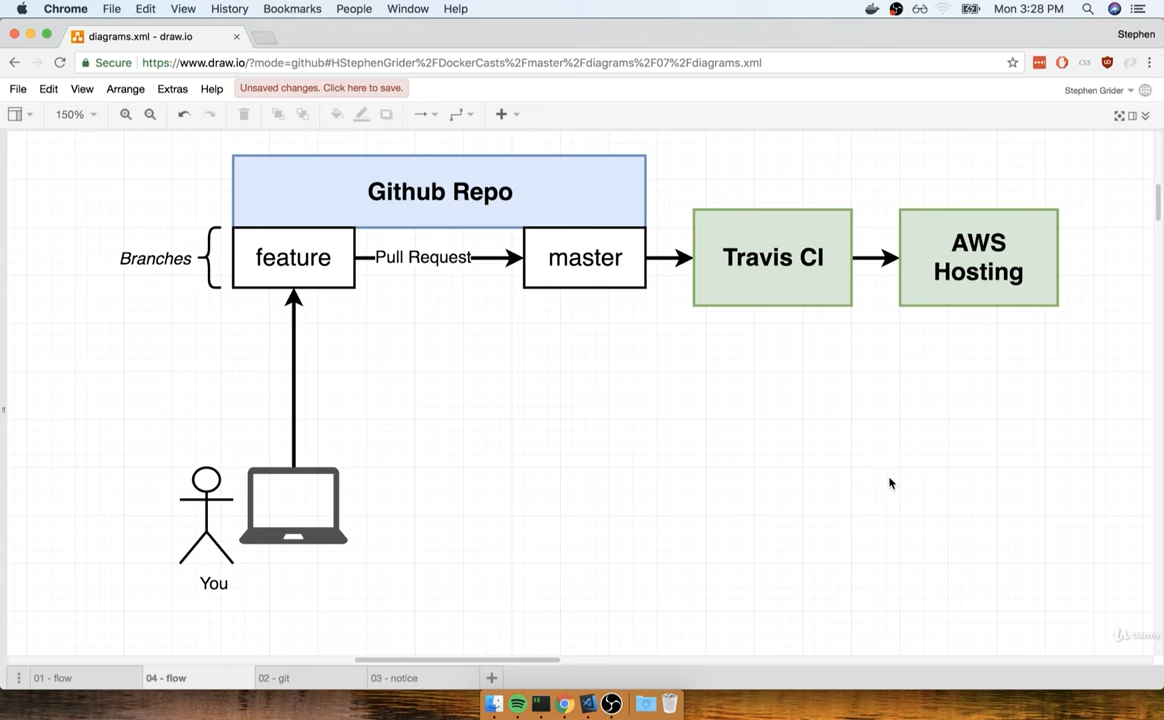 Chrome File Edit View History Bookmarks People Window Help Mon 3:28 PM
diagrams.xml - draw.io Stephen
Secure https://www.draw.io/?mode=github#HStephenGrider%2FDockerCasts%2Fmaster%2Fdiagrams%2F07%2Fdiagrams.xml
File Edit View Arrange Extras Help Unsaved changes. Click here to save. Stephen Grider
150%
Github Repo
Branches feature Pull Request master Travis CI AWS
Hosting
You
Udemy
01 - flow 04 - flow 02 - git 03 - notice